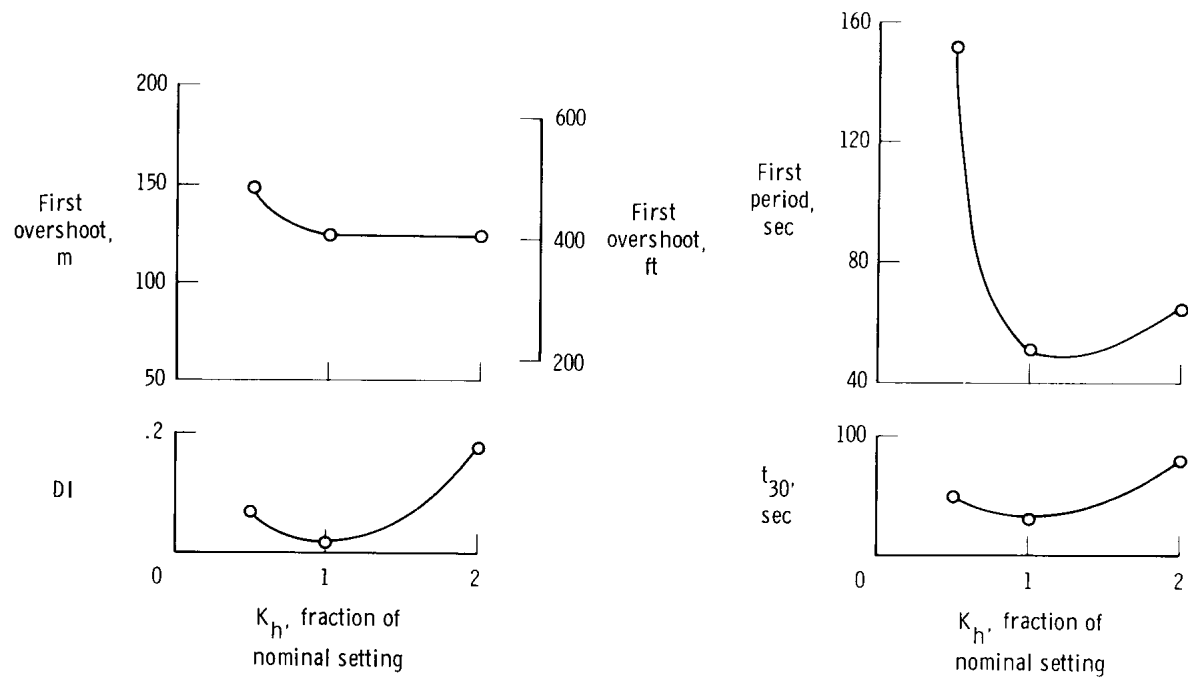 200
150
100
50
First
overshoot,
m
600
400
200
First
overshoot,
ft
.2
DI
0
1
2
K_h, fraction of
nominal setting
160
120
80
40
First
period,
sec
100
t_30,
sec
0
1
2
K_h, fraction of
nominal setting